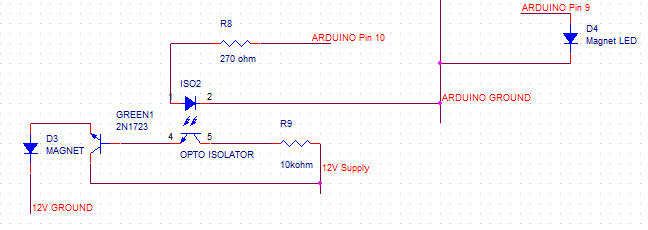 ARDUINO Pin 9
R8
ARDUINO Pin 10
D4
Magnet LED
270 ohm
ISO2
1
2
ARDUINO GROUND
GREEN1
2N1723
R9
D3
MAGNET
4
5
OPTO ISOLATOR
10kohm
12V Supply
12V GROUND